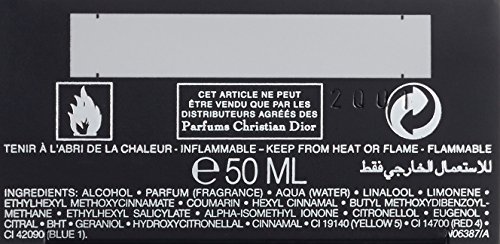 CET ARTICLE NE PEUT
ÊTRE VENDU QUE PAR LES
DISTRIBUTEURS AGRÉÉS DES
Parfums Christian Dior
TENIR À L'ABRI DE LA CHALEUR - INFLAMMABLE - KEEP FROM HEAT OR FLAME - FLAMMABLE
e 50 ML
للاستعمال الخارجي فقط
INGREDIENTS: ALCOHOL • PARFUM (FRAGRANCE) • AQUA (WATER) • LINALOOL • LIMONENE •
ETHYLHEXYL METHOXYCINNAMATE • COUMARIN • HEXYL CINNAMAL • BUTYL METHOXYDIBENZOYL-
METHANE • ETHYLHEXYL SALICYLATE • ALPHA-ISOMETHYL IONONE • CITRONELLOL • EUGENOL •
CITRAL • BHT • GERANIOL • HYDROXYCITRONELLAL • CINNAMAL • CI 19140 (YELLOW 5) • CI 14700 (RED 4) •
CI 42090 (BLUE 1). N06387/A